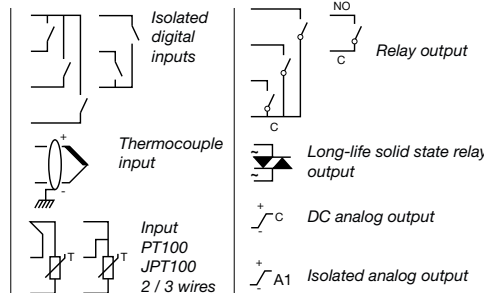 Isolated
digital
inputs
Thermocouple
input
+
-
Input
PT100
JPT100
2 / 3 wires
T
T
NO
C
C
Relay output
~
~
Long-life solid state relay
output
+
-
C
DC analog output
+
-
A1
Isolated analog output